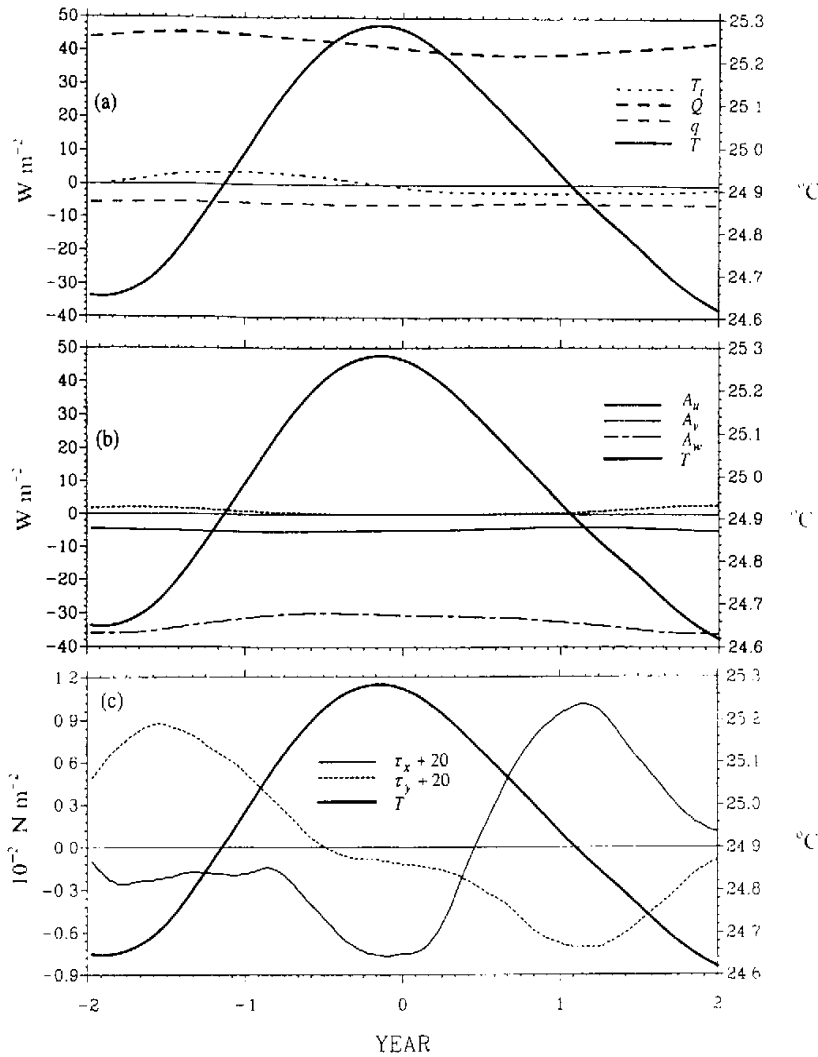 50
40
30
20
10
0
-10
-20
-30
-40
W m⁻²
(a)
T_t
Q
q
T
25.3
25.2
25.1
25.0
24.9
24.8
24.7
24.6
°C
50
40
30
20
10
0
-10
-20
-30
-40
W m⁻²
(b)
A_u
A_v
A_w
T
25.3
25.2
25.1
25.0
24.9
24.8
24.7
24.6
°C
1.2
0.9
0.6
0.3
0.0
-0.3
-0.6
-0.9
10⁻² N m⁻²
(c)
τ_x + 20
τ_y + 20
T
25.3
25.2
25.1
25.0
24.9
24.8
24.7
24.6
°C
-2
-1
0
1
2
YEAR